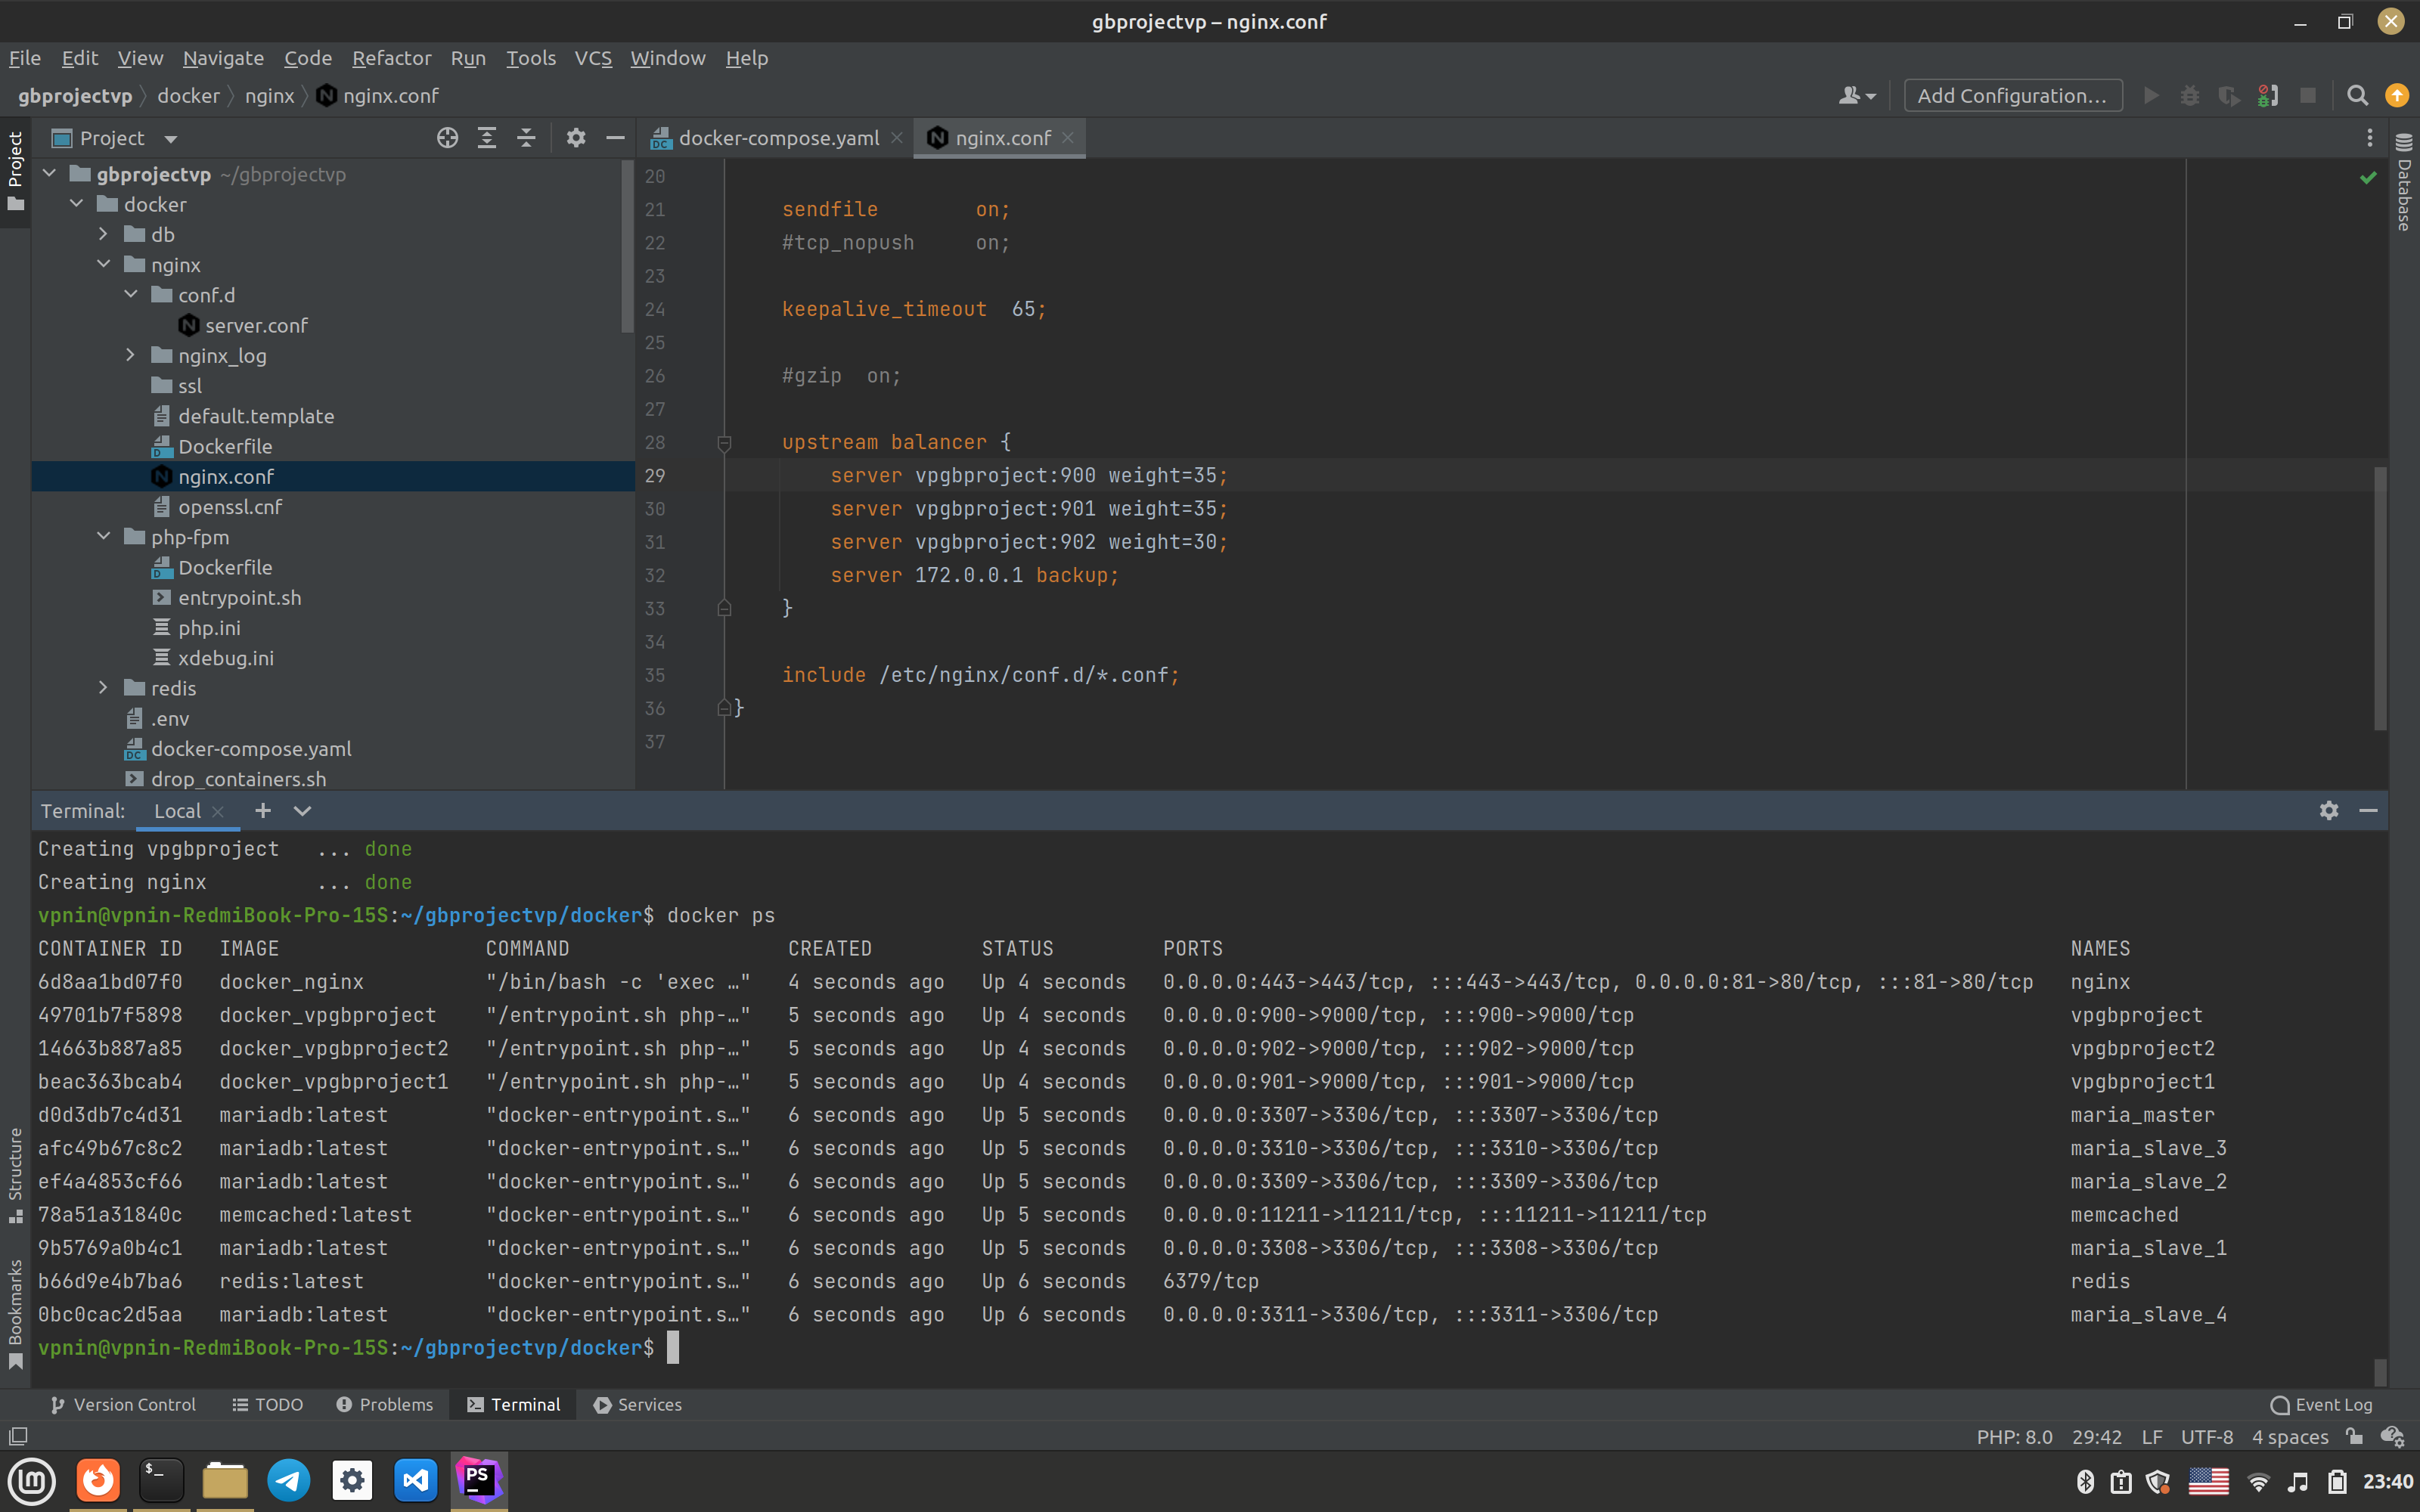 gbprojectvp – nginx.conf
File Edit View Navigate Code Refactor Run Tools VCS Window Help
gbprojectvp docker nginx nginx.conf Add Configuration...
Project docker-compose.yaml nginx.conf
Project
Database
gbprojectvp ~/gbprojectvp
docker
db
nginx
conf.d
server.conf
nginx_log
ssl
default.template
Dockerfile
nginx.conf
openssl.cnf
php-fpm
Dockerfile
entrypoint.sh
php.ini
xdebug.ini
redis
.env
docker-compose.yaml
drop_containers.sh
20
21 sendfile        on;
22 #tcp_nopush     on;
23
24 keepalive_timeout  65;
25
26 #gzip  on;
27
28 upstream balancer {
29     server vpgbproject:900 weight=35;
30     server vpgbproject:901 weight=35;
31     server vpgbproject:902 weight=30;
32     server 172.0.0.1 backup;
33 }
34
35 include /etc/nginx/conf.d/*.conf;
36 }
37
Terminal: Local
Creating vpgbproject   ... done
Creating nginx         ... done
vpnin@vpnin-RedmiBook-Pro-15S:~/gbprojectvp/docker$ docker ps
CONTAINER ID   IMAGE   COMMAND   CREATED   STATUS   PORTS   NAMES
6d8aa1bd07f0   docker_nginx   "/bin/bash -c 'exec …"   4 seconds ago   Up 4 seconds   0.0.0.0:443->443/tcp, :::443->443/tcp, 0.0.0.0:81->80/tcp, :::81->80/tcp   nginx
49701b7f5898   docker_vpgbproject   "/entrypoint.sh php-…"   5 seconds ago   Up 4 seconds   0.0.0.0:900->9000/tcp, :::900->9000/tcp   vpgbproject
14663b887a85   docker_vpgbproject2   "/entrypoint.sh php-…"   5 seconds ago   Up 4 seconds   0.0.0.0:902->9000/tcp, :::902->9000/tcp   vpgbproject2
beac363bcab4   docker_vpgbproject1   "/entrypoint.sh php-…"   5 seconds ago   Up 4 seconds   0.0.0.0:901->9000/tcp, :::901->9000/tcp   vpgbproject1
d0d3db7c4d31   mariadb:latest   "docker-entrypoint.s…"   6 seconds ago   Up 5 seconds   0.0.0.0:3307->3306/tcp, :::3307->3306/tcp   maria_master
afc49b67c8c2   mariadb:latest   "docker-entrypoint.s…"   6 seconds ago   Up 5 seconds   0.0.0.0:3310->3306/tcp, :::3310->3306/tcp   maria_slave_3
ef4a4853cf66   mariadb:latest   "docker-entrypoint.s…"   6 seconds ago   Up 5 seconds   0.0.0.0:3309->3306/tcp, :::3309->3306/tcp   maria_slave_2
78a51a31840c   memcached:latest   "docker-entrypoint.s…"   6 seconds ago   Up 5 seconds   0.0.0.0:11211->11211/tcp, :::11211->11211/tcp   memcached
9b5769a0b4c1   mariadb:latest   "docker-entrypoint.s…"   6 seconds ago   Up 5 seconds   0.0.0.0:3308->3306/tcp, :::3308->3306/tcp   maria_slave_1
b66d9e4b7ba6   redis:latest   "docker-entrypoint.s…"   6 seconds ago   Up 6 seconds   6379/tcp   redis
0bc0cac2d5aa   mariadb:latest   "docker-entrypoint.s…"   6 seconds ago   Up 6 seconds   0.0.0.0:3311->3306/tcp, :::3311->3306/tcp   maria_slave_4
vpnin@vpnin-RedmiBook-Pro-15S:~/gbprojectvp/docker$
Structure
Bookmarks
Version Control TODO Problems Terminal Services Event Log
PHP: 8.0 29:42 LF UTF-8 4 spaces
PS
23:40